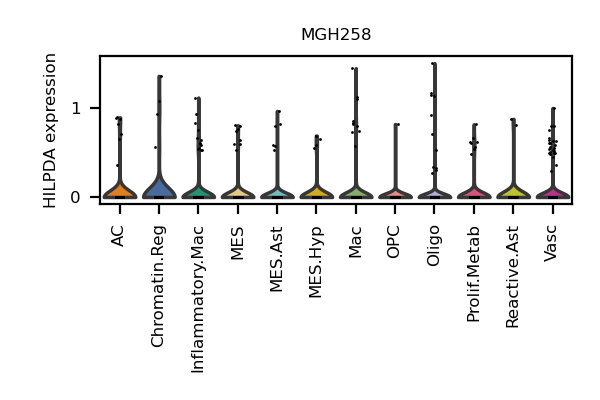 MGH258
HILPDA expression
1
0
AC
Chromatin.Reg
Inflammatory.Mac
MES
MES.Ast
MES.Hyp
Mac
OPC
Oligo
Prolif.Metab
Reactive.Ast
Vasc